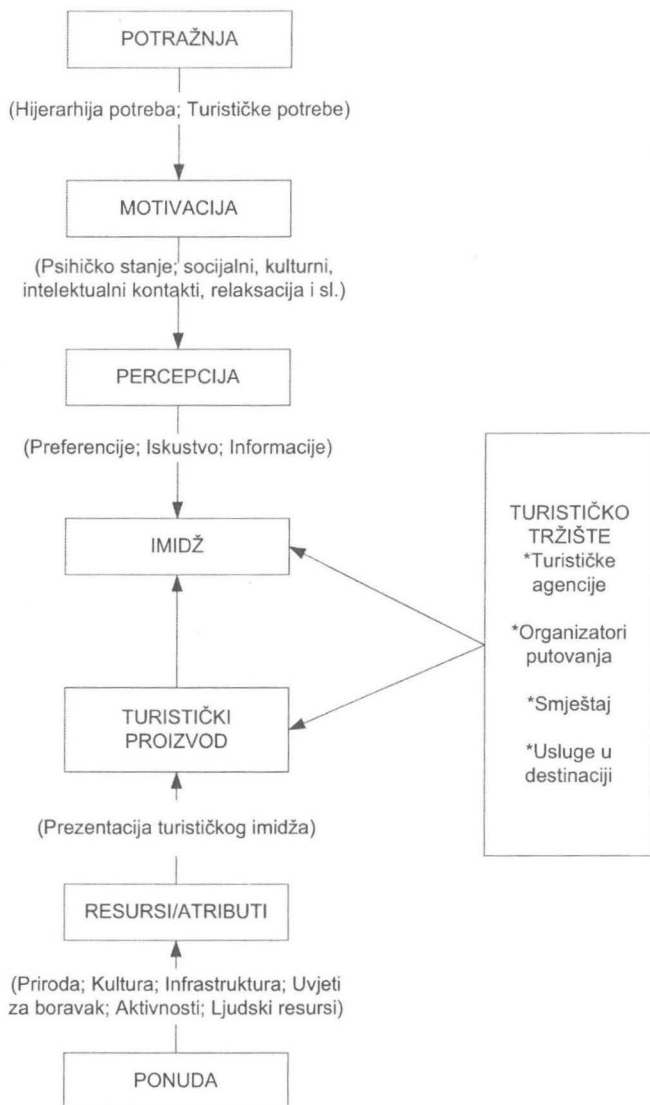 POTRAŽNJA
(Hijerarhija potreba; Turističke potrebe)
MOTIVACIJA
(Psihičko stanje; socijalni, kulturni,
intelektualni kontakti, relaksacija i sl.)
PERCEPCIJA
(Preferencije; Iskustvo; Informacije)
IMIDŽ
TURISTIČKI
PROIZVOD
(Prezentacija turističkog imidža)
RESURSI/ATRIBUTI
(Priroda; Kultura; Infrastruktura; Uvjeti
za boravak; Aktivnosti; Ljudski resursi)
PONUDA
TURISTIČKO
TRŽIŠTE
*Turističke
agencije
*Organizatori
putovanja
*Smještaj
*Usluge u
destinaciji